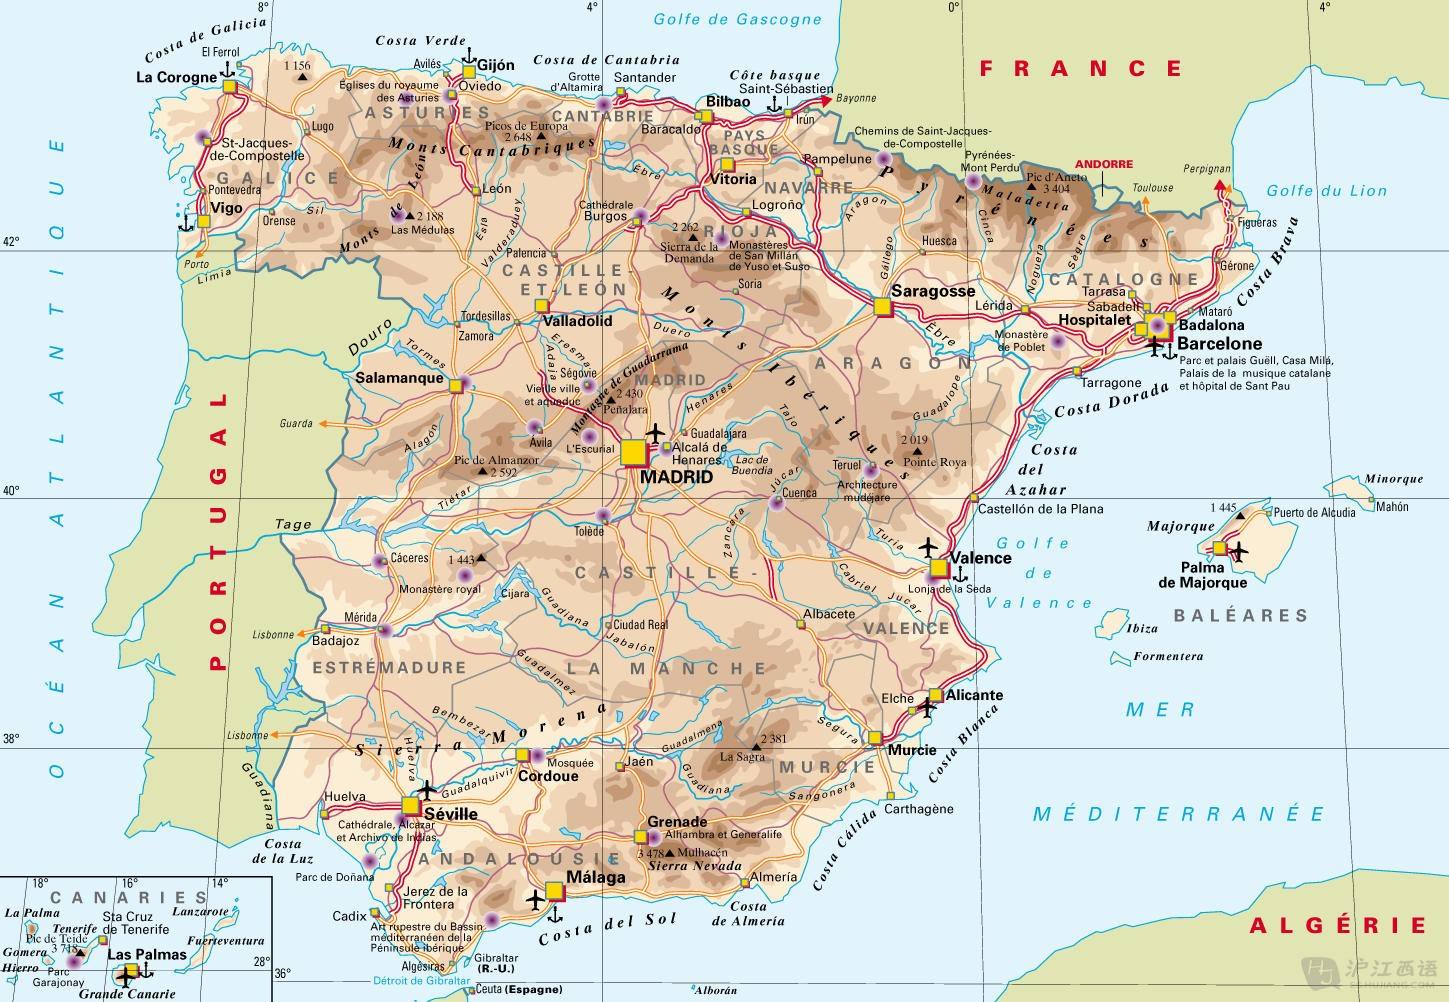 8°
4°
0°
4°
Golfe de Gascogne
Costa de Galicia
Costa Verde
El Ferrol
Avilés
Gijón
Costa de Cantabria
Côte basque
FRANCE
La Corogne
1 156
Églises du royaume
des Asturies
Oviedo
Grotte
d'Altamira
Santander
Saint-Sébastien
Bayonne
Bilbao
Irún
ASTURIES
CANTABRIE
Baracaldo
PAYS
BASQUE
Lugo
Picos de Europa
2 648
Monts Cantabriques
Chemins de Saint-Jacques-
de-Compostelle
St-Jacques-
de-Compostelle
Pampelune
Pyrénées-
Mont Perdu
ANDORRE
Perpignan
GALICE
Èbre
Vitoria
NAVARRE
Pyrénées
Maladetta
Pic d'Aneto
3 404
Toulouse
Golfe du Lion
Pontevedra
León
Logroño
Aragon
Vigo
Orense
Sil
Monts de León
2 188
Las Médulas
Esla
Valderaduey
Cathédrale
Burgos
RIOJA
2 262
Sierra de la
Demanda
Monastères
de San Millán
de Yuso et Suso
Cinca
Figueras
42°
Porto
Limia
Palencia
Huesca
Gállego
Noguera
Sègre
Gérone
Costa Brava
CASTILLE-
ET-LEÓN
Soria
CATALOGNE
Saragosse
Lérida
Tarrasa
Sabadell
Mataró
Hospitalet
Badalona
Barcelone
Douro
Tordesillas
Zamora
Valladolid
Duero
Monts Ibériques
Èbre
Monastère
de Poblet
Parc et palais Guëll, Casa Milá,
Palais de la musique catalane
et hôpital de Sant Pau
Tormes
Adaja
Eresma
Montagne de Guadarrama
ARAGON
Salamanque
Ségovie
Vieille ville
et aqueduc
MADRID
2 430
Peñalara
Henares
Tajo
Guadalope
Tarragone
Costa Dorada
Guarda
Alagón
Ávila
L'Escurial
Guadalajara
Alcalá de
Henares
2 019
Pointe Roya
Costa
del
Azahar
Pic de Almanzor
2 592
MADRID
Lac de
Buendia
Teruel
Architecture
mudéjare
40°
Tiétar
Júcar
Cuenca
Castellón de la Plana
Minorque
Mahón
Tage
Tolède
Zancara
Turia
1 445
Puerto de Alcudia
Majorque
Golfe
de
Valence
Cáceres
1 443
Monastère royal
CASTILLE-
Valence
Lonja de la Seda
Palma
de Majorque
Cijara
Guadiana
Cabriel
Jucar
BALÉARES
OCÉAN ATLANTIQUE
PORTUGAL
Mérida
Lisbonne
Badajoz
Ciudad Real
Jabalón
Albacete
VALENCE
Ibiza
Formentera
ESTRÉMADURE
Guadalmez
LA MANCHE
Elche
Alicante
MER
Bembezar
Sierra Morena
Segura
Costa Blanca
38°
Lisbonne
Huelva
Guadalmena
2 381
La Sagra
Murcie
Mosquée
Cordoue
Jaén
Guadiana
MURCIE
Guadiana
Guadalquivir
Sangonera
Carthagène
MÉDITERRANÉE
Huelva
Séville
Cathédrale, Alcázar
et Archivo de Indias
Grenade
Alhambra et Generalife
Costa Cálida
Costa
de la Luz
ANDALOUSIE
3 478
Mulhacén
Sierra Nevada
Parc de Doñana
Málaga
Almería
Jerez de la
Frontera
Cadix
Costa del Sol
Costa
de Almería
Art rupestre du Bassin
méditerranéen de la
Péninsule ibérique
ALGÉRIE
Algésiras
Gibraltar
(R.-U.)
36°
Détroit de Gibraltar
Ceuta (Espagne)
Alborán
18°
16°
14°
CANARIES
La Palma
Sta Cruz
de Tenerife
Tenerife
Lanzarote
Pic de Teide
3 718
Gomera
Hierro
Parc
Garajonay
Las Palmas
Fuerteventura
28°
Grande Canarie
沪江西语
ESHUJIANG.COM